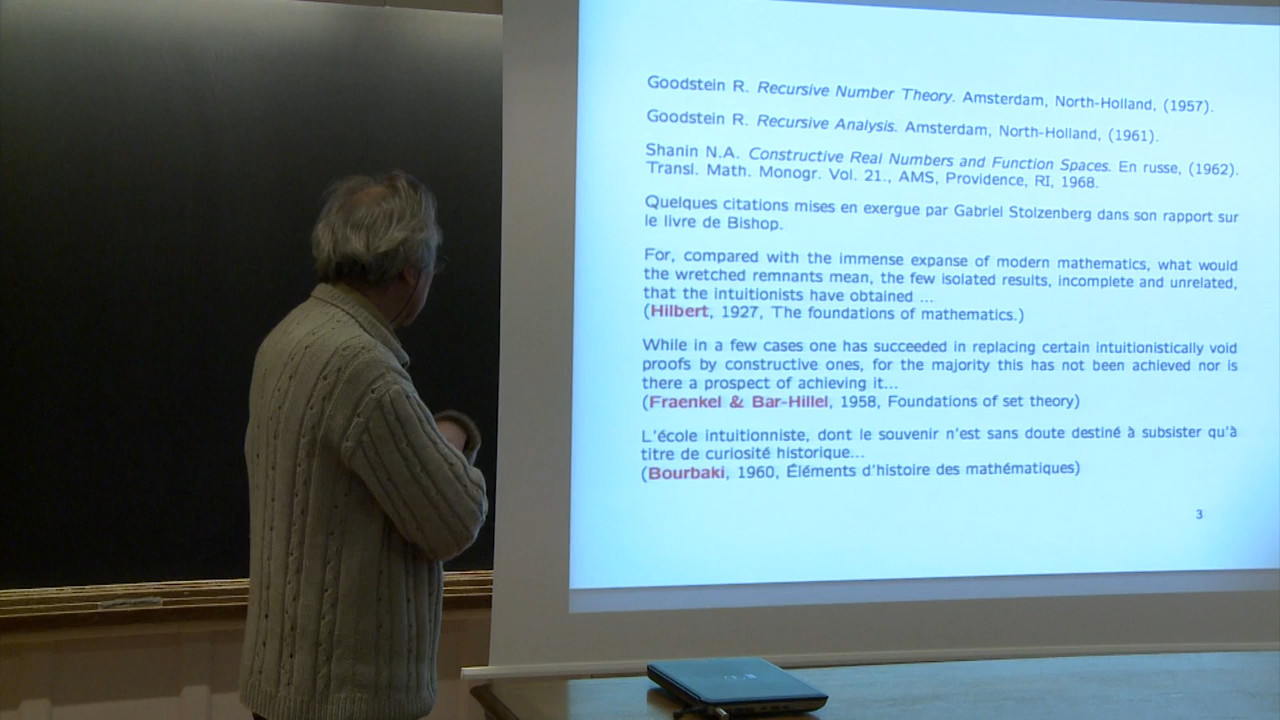 Goodstein R. Recursive Number Theory. Amsterdam, North-Holland, (1957).
Goodstein R. Recursive Analysis. Amsterdam, North-Holland, (1961).
Shanin N.A. Constructive Real Numbers and Function Spaces. En russe, (1962).
Transl. Math. Monogr. Vol. 21., AMS, Providence, RI, 1968.
Quelques citations mises en exergue par Gabriel Stolzenberg dans son rapport sur
le livre de Bishop.
For, compared with the immense expanse of modern mathematics, what would
the wretched remnants mean, the few isolated results, incomplete and unrelated,
that the intuitionists have obtained ...
(Hilbert, 1927, The foundations of mathematics.)
While in a few cases one has succeeded in replacing certain intuitionistically void
proofs by constructive ones, for the majority this has not been achieved nor is
there a prospect of achieving it...
(Fraenkel & Bar-Hillel, 1958, Foundations of set theory)
L'école intuitionniste, dont le souvenir n'est sans doute destiné à subsister qu'à
titre de curiosité historique...
(Bourbaki, 1960, Éléments d'histoire des mathématiques)
3